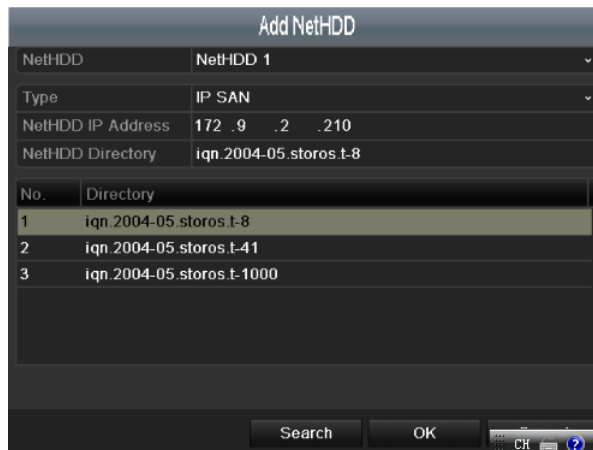 Add NetHDD
NetHDD NetHDD 1
Type IP SAN
NetHDD IP Address 172 .9 .2 .210
NetHDD Directory iqn.2004-05.storos.t-8
No. Directory
1 iqn.2004-05.storos.t-8
2 iqn.2004-05.storos.t-41
3 iqn.2004-05.storos.t-1000
Search OK
CH ?